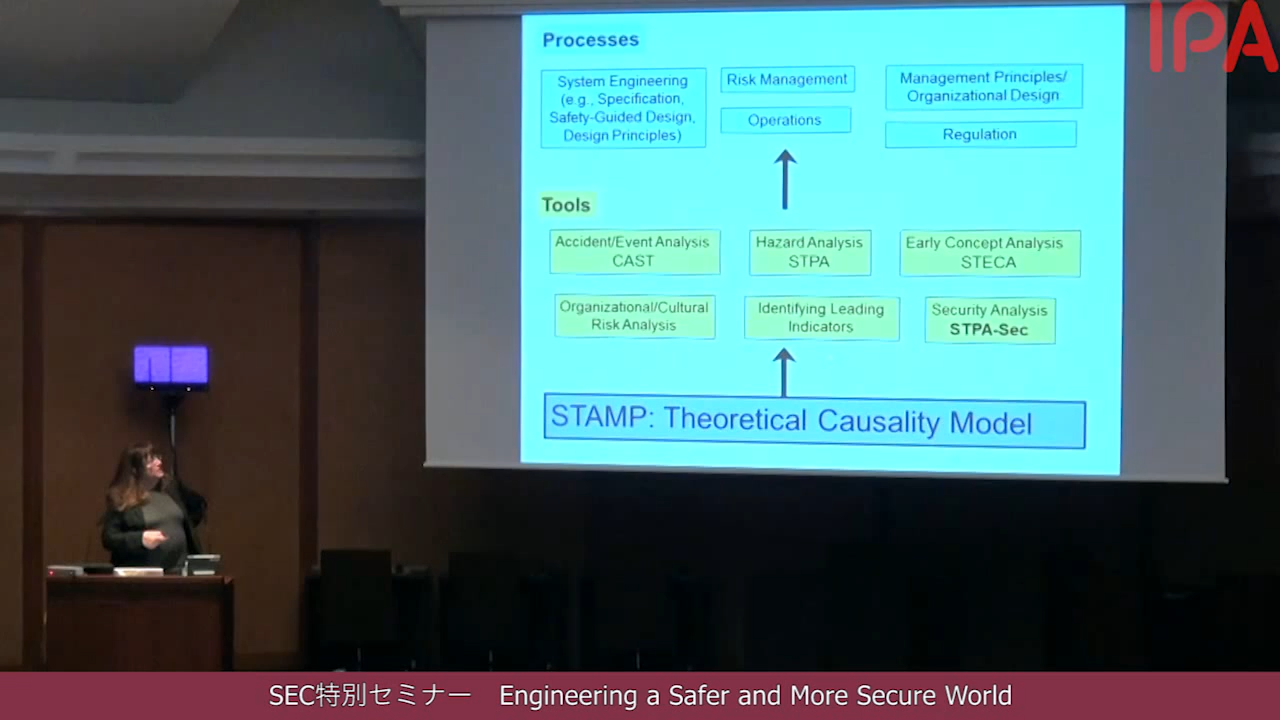 IPA
Processes
System Engineering
(e.g., Specification,
Safety-Guided Design,
Design Principles)
Risk Management
Operations
Management Principles/
Organizational Design
Regulation
Tools
Accident/Event Analysis
CAST
Hazard Analysis
STPA
Early Concept Analysis
STECA
Organizational/Cultural
Risk Analysis
Identifying Leading
Indicators
Security Analysis
STPA-Sec
STAMP: Theoretical Causality Model
SEC特別セミナー Engineering a Safer and More Secure World